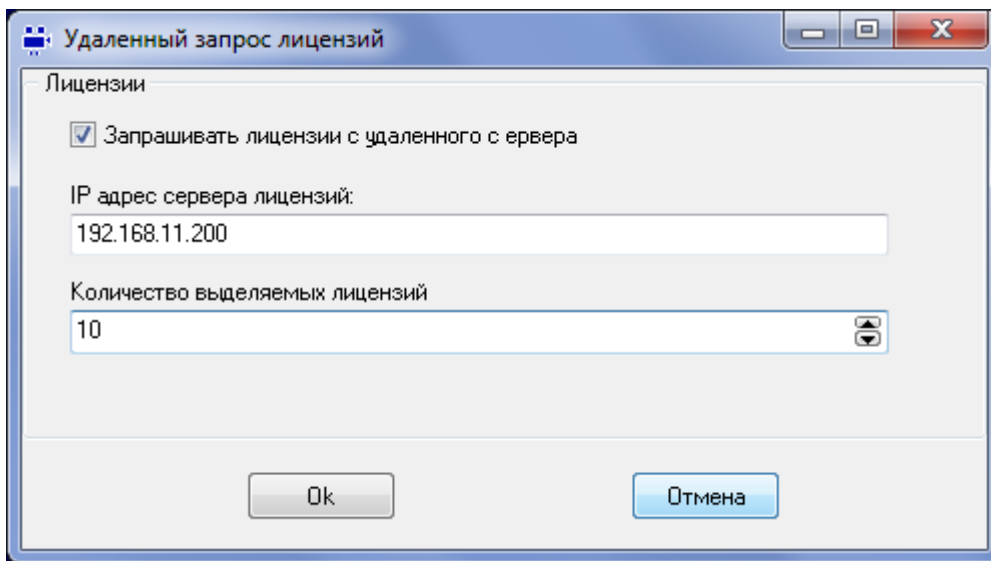 Удаленный запрос лицензий
Лицензии
Запрашивать лицензии с удаленного с ервера
IP адрес сервера лицензий:
192.168.11.200
Количество выделяемых лицензий
10
Ok
Отмена